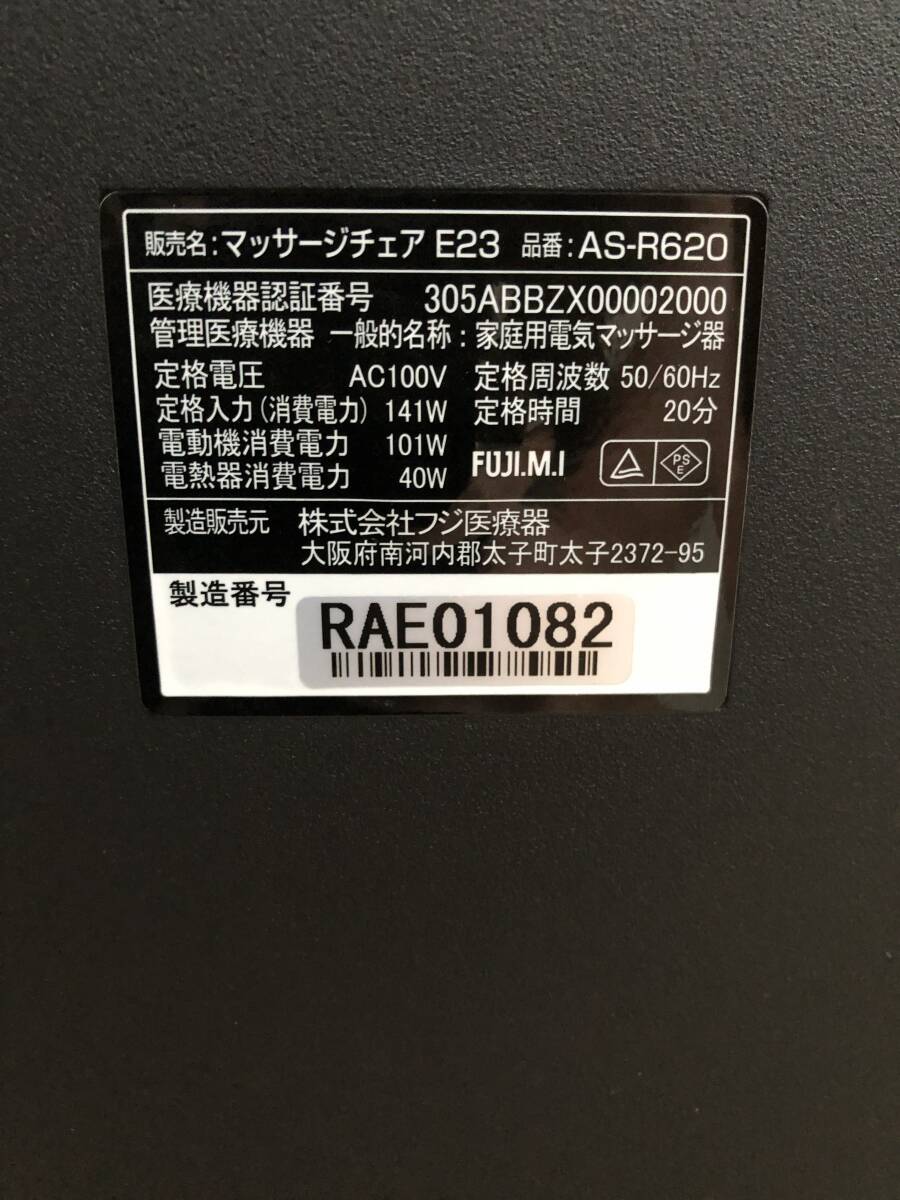 販売名:マッサージチェア E23 品番:AS-R620
医療機器認証番号 305ABBZX00002000
管理医療機器 一般的名称:家庭用電気マッサージ器
定格電圧 AC100V 定格周波数 50/60Hz
定格入力(消費電力) 141W 定格時間 20分
電動機消費電力 101W
電熱器消費電力 40W FUJI.M.I PSE
製造販売元 株式会社フジ医療器
大阪府南河内郡太子町太子2372-95
製造番号
RAE01082